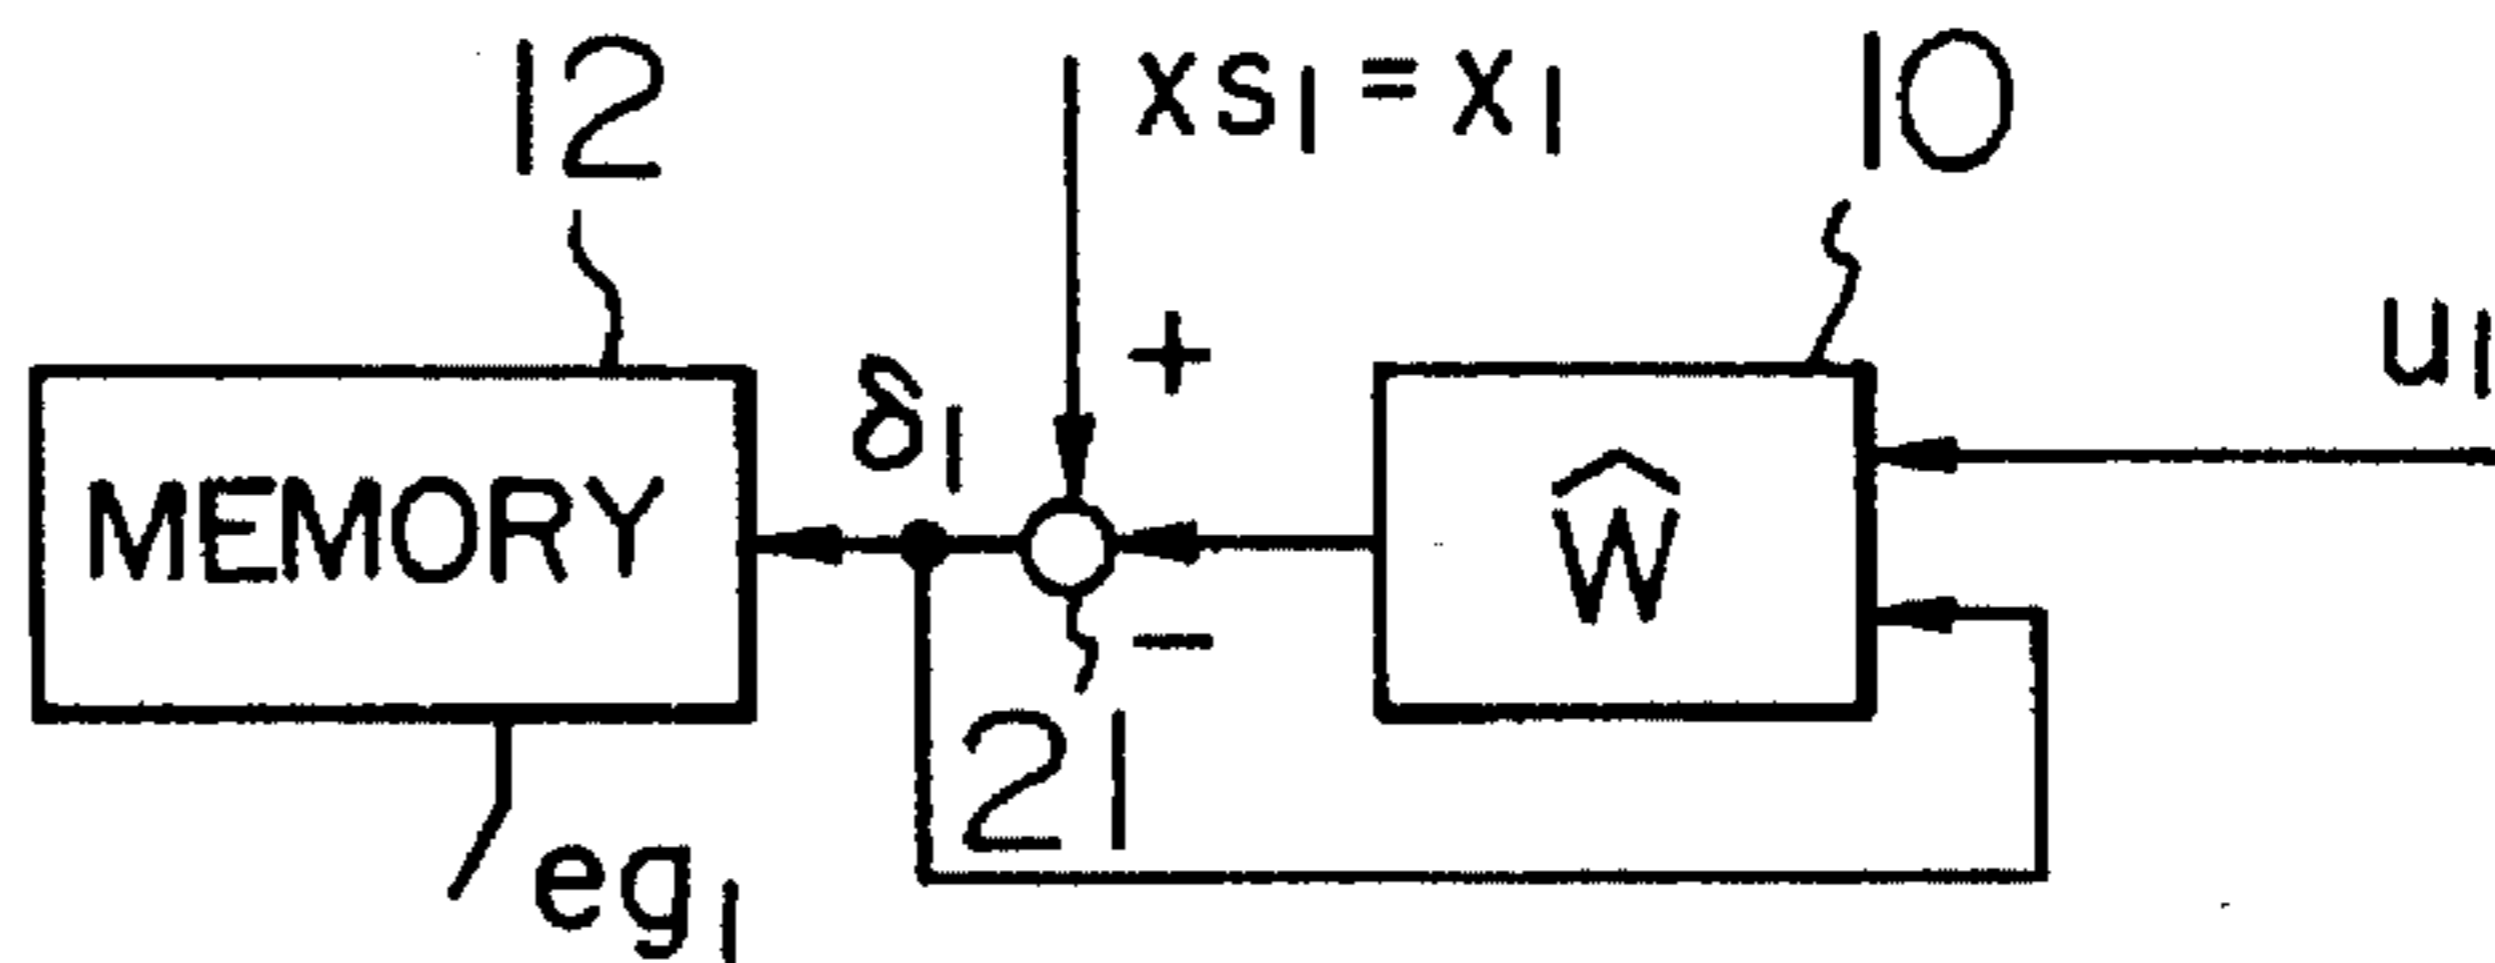 12
xs₁ = x₁
10
u₁
+
δ₁
MEMORY
ŵ
−
21
eg₁